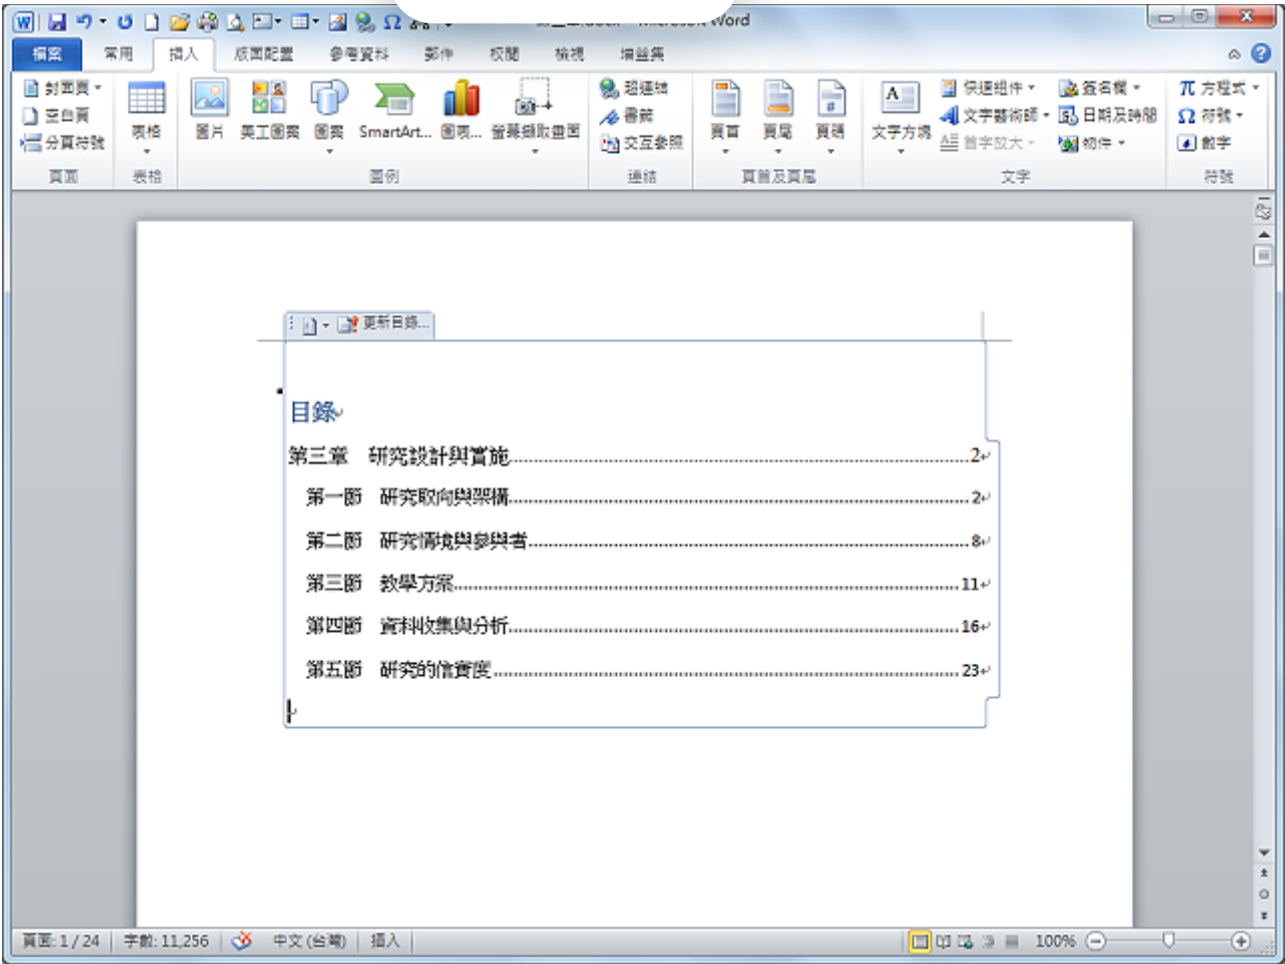 Microsoft Word
檔案 常用 插入 版面配置 參考資料 郵件 校閱 檢視 增益集
封面頁
空白頁
分頁符號
頁面
表格
表格
圖片 美工圖案 圖案 SmartArt... 圖表... 螢幕擷取畫面
圖例
超連結
書籤
交互參照
連結
頁首 頁尾 頁碼
頁首及頁尾
文字方塊
快速組件 簽名欄
文字藝術師 日期及時間
首字放大 物件
文字
方程式
符號
數字
符號
更新目錄...
目錄
第三章 研究設計與實施 2
第一節 研究取向與架構 2
第二節 研究情境與參與者 8
第三節 教學方案 11
第四節 資料收集與分析 16
第五節 研究的信實度 23
頁面: 1 / 24 字數: 11,256 中文 (台灣) 插入 100%